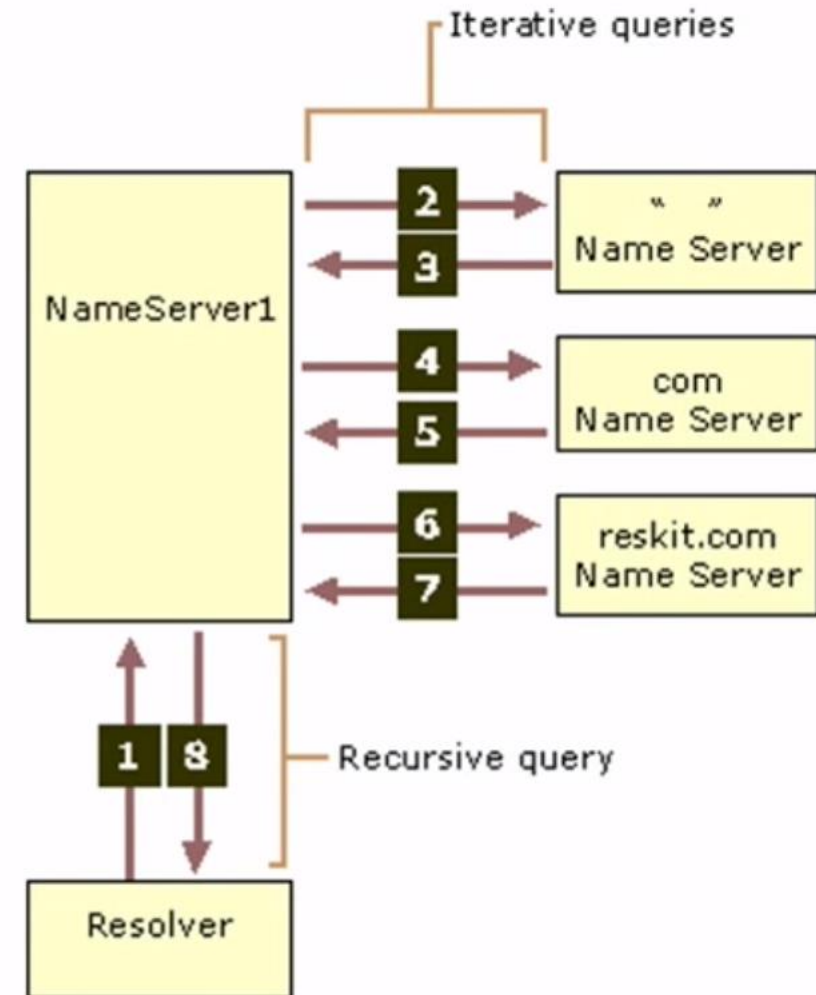 Iterative queries
2
3
NameServer1
" "
Name Server
4
5
com
Name Server
6
7
reskit.com
Name Server
1
8
Recursive query
Resolver